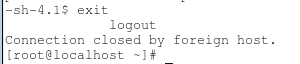 -sh-4.1$ exit
logout
Connection closed by foreign host.
[root@localhost ~]# _